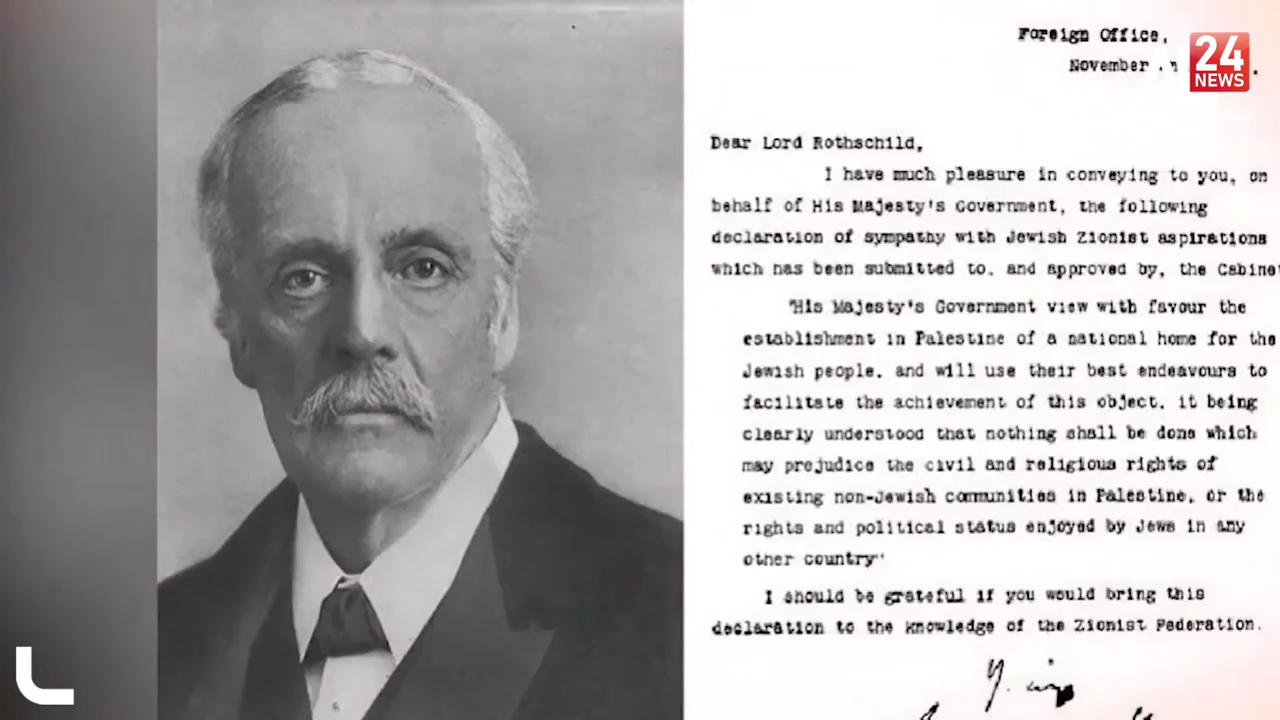 Foreign Office,
November
24
NEWS
Dear Lord Rothschild,
I have much pleasure in conveying to you, on
behalf of His Majesty's Government, the following
declaration of sympathy with Jewish Zionist aspirations
which has been submitted to, and approved by, the Cabinet
"His Majesty's Government view with favour the
establishment in Palestine of a national home for the
Jewish people, and will use their best endeavours to
facilitate the achievement of this object, it being
clearly understood that nothing shall be done which
may prejudice the civil and religious rights of
existing non-Jewish communities in Palestine, or the
rights and political status enjoyed by Jews in any
other country"
I should be grateful if you would bring this
declaration to the knowledge of the Zionist Federation.